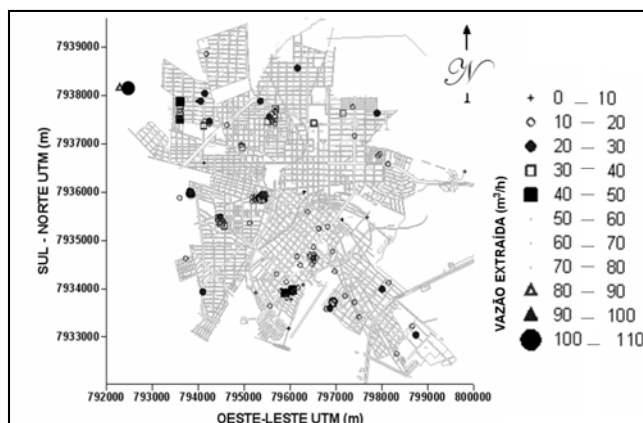 7939000
7938000
7937000
7936000
7935000
7934000
7933000
SUL - NORTE UTM (m)
792000 793000 794000 795000 796000 797000 798000 799000 800000
OESTE-LESTE UTM (m)
N
VAZÃO EXTRAÍDA (m³/h)
0 — 10
10 — 20
20 — 30
30 — 40
40 — 50
50 — 60
60 — 70
70 — 80
80 — 90
90 — 100
100 — 110